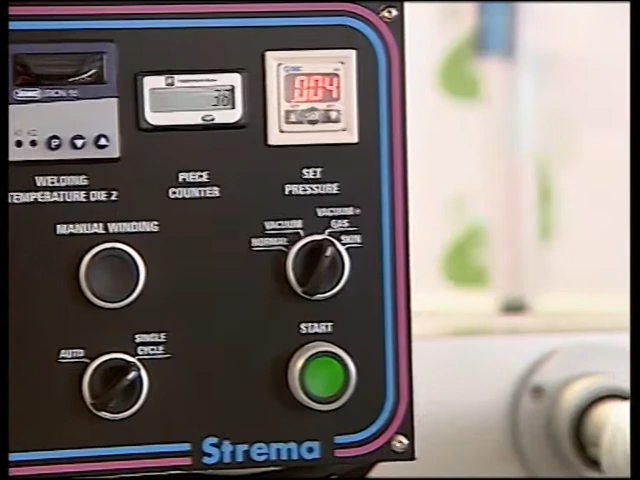 .004
SET
WELDING
TEMPERATURE DIE 2
PIECE
COUNTER
SET
PRESSURE
MANUAL WINDING
VACUUM
VACUUM+
GAS
NORMAL
SKIN
START
AUTO
SINGLE
CYCLE
Strema